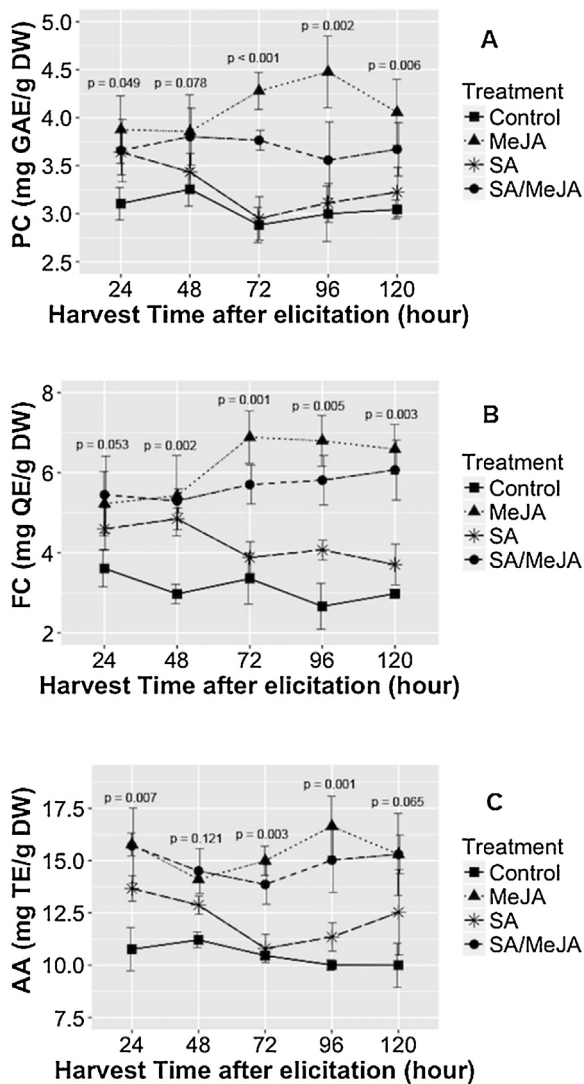 A
5.0
4.5
4.0
3.5
3.0
2.5
PC (mg GAE/g DW)
p = 0.049
p = 0.078
p < 0.001
p = 0.002
p = 0.006
24 48 72 96 120
Harvest Time after elicitation (hour)
Treatment
Control
MeJA
SA
SA/MeJA
B
8
6
4
2
FC (mg QE/g DW)
p = 0.053
p = 0.002
p = 0.001
p = 0.005
p = 0.003
24 48 72 96 120
Harvest Time after elicitation (hour)
Treatment
Control
MeJA
SA
SA/MeJA
C
17.5
15.0
12.5
10.0
7.5
AA (mg TE/g DW)
p = 0.007
p = 0.121
p = 0.003
p = 0.001
p = 0.065
24 48 72 96 120
Harvest Time after elicitation (hour)
Treatment
Control
MeJA
SA
SA/MeJA